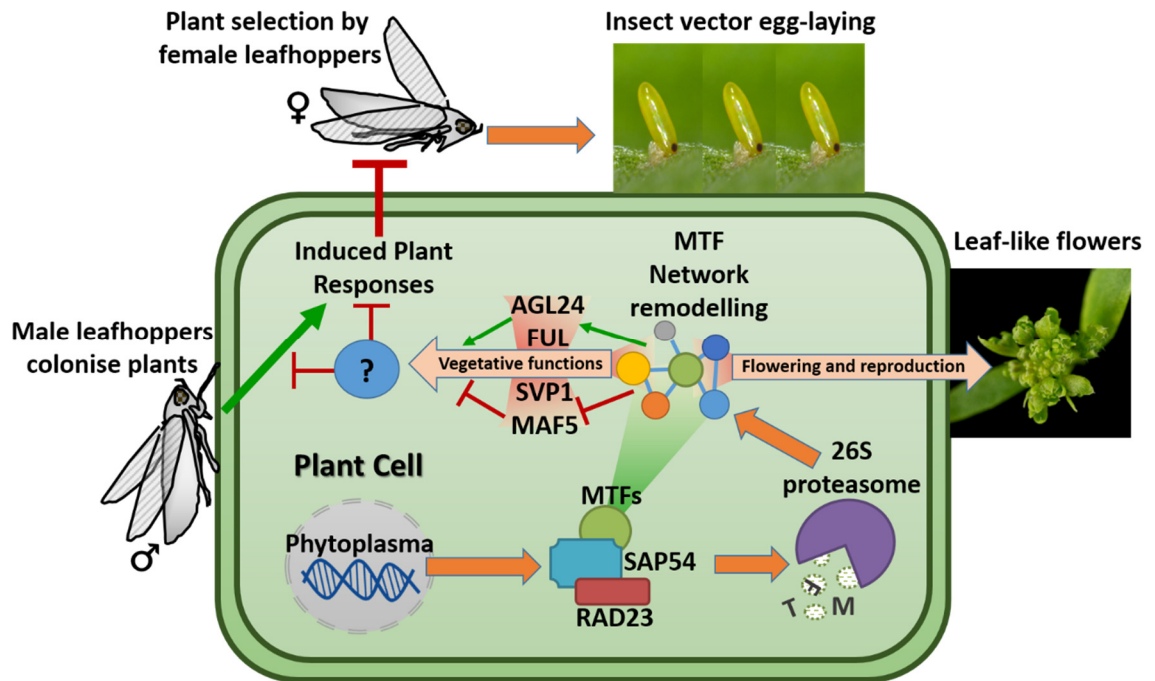 Plant selection by
female leafhoppers
♀
Insect vector egg-laying
Induced Plant
Responses
MTF
Network
remodelling
Leaf-like flowers
Male leafhoppers
colonise plants
♂
AGL24
FUL
Vegetative functions
SVP1
MAF5
?
Flowering and reproduction
Plant Cell
26S
proteasome
MTFs
Phytoplasma
SAP54
RAD23
T F M